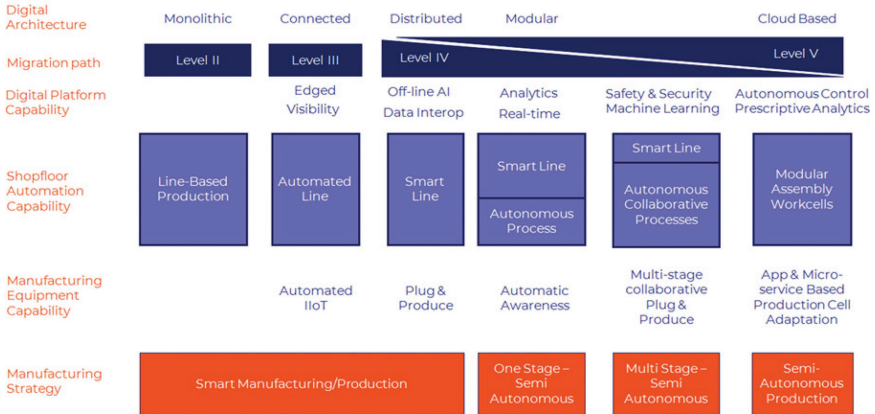 Digital
Architecture
Monolithic
Connected
Distributed
Modular
Cloud Based
Migration path
Level II
Level III
Level IV
Level V
Digital Platform
Capability
Edged
Visibility
Off-line AI
Data Interop
Analytics
Real-time
Safety & Security
Machine Learning
Autonomous Control
Prescriptive Analytics
Shopfloor
Automation
Capability
Line-Based
Production
Automated
Line
Smart
Line
Smart Line
Autonomous
Process
Smart Line
Autonomous
Collaborative
Processes
Modular
Assembly
Workcells
Manufacturing
Equipment
Capability
Automated
IIoT
Plug &
Produce
Automatic
Awareness
Multi-stage
collaborative
Plug &
Produce
App & Micro-
service Based
Production Cell
Adaptation
Manufacturing
Strategy
Smart Manufacturing/Production
One Stage –
Semi
Autonomous
Multi Stage –
Semi
Autonomous
Semi-
Autonomous
Production